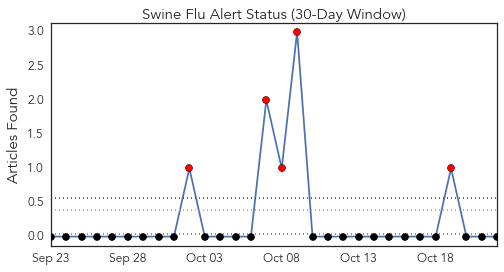 Swine Flu Alert Status (30-Day Window)
Articles Found
3.0
2.5
2.0
1.5
1.0
0.5
0.0
Sep 23 Sep 28 Oct 03 Oct 08 Oct 13 Oct 18